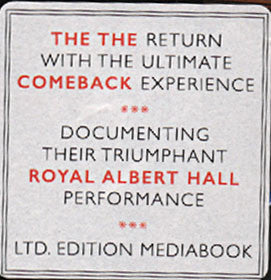 THE THE RETURN
WITH THE ULTIMATE
COMEBACK EXPERIENCE
***
DOCUMENTING
THEIR TRIUMPHANT
ROYAL ALBERT HALL
PERFORMANCE
***
LTD. EDITION MEDIABOOK